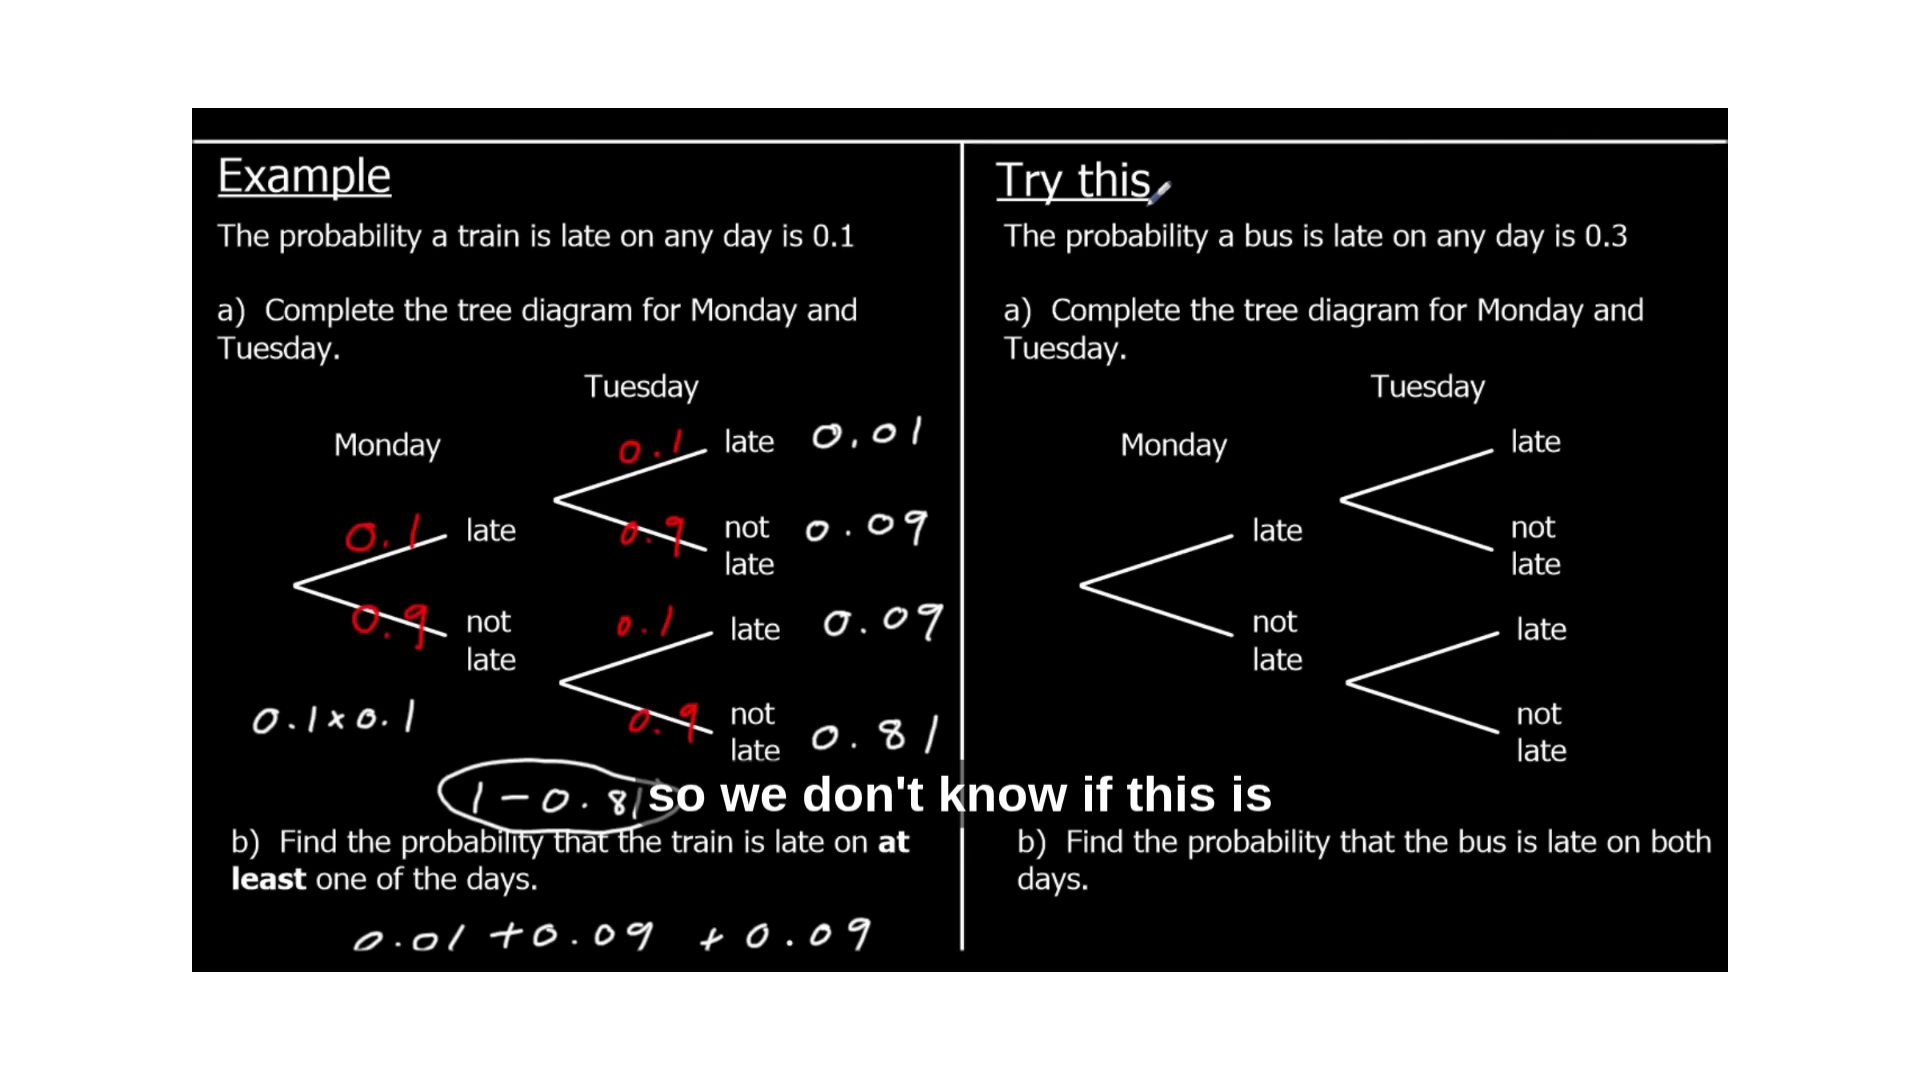 Example
The probability a train is late on any day is 0.1
a) Complete the tree diagram for Monday and
Tuesday.
Tuesday
Monday
0.1 late 0.01
0.9 not 0.09
late
0.1 late
0.9 not
late
0.1 late 0.09
0.9 not 0.81
late
0.1 x 0.1
1 - 0.81
b) Find the probability that the train is late on at
least one of the days.
0.01 + 0.09 + 0.09
Try this
The probability a bus is late on any day is 0.3
a) Complete the tree diagram for Monday and
Tuesday.
Tuesday
Monday
late
not
late
late
not
late
late
not
late
b) Find the probability that the bus is late on both
days.
so we don't know if this is